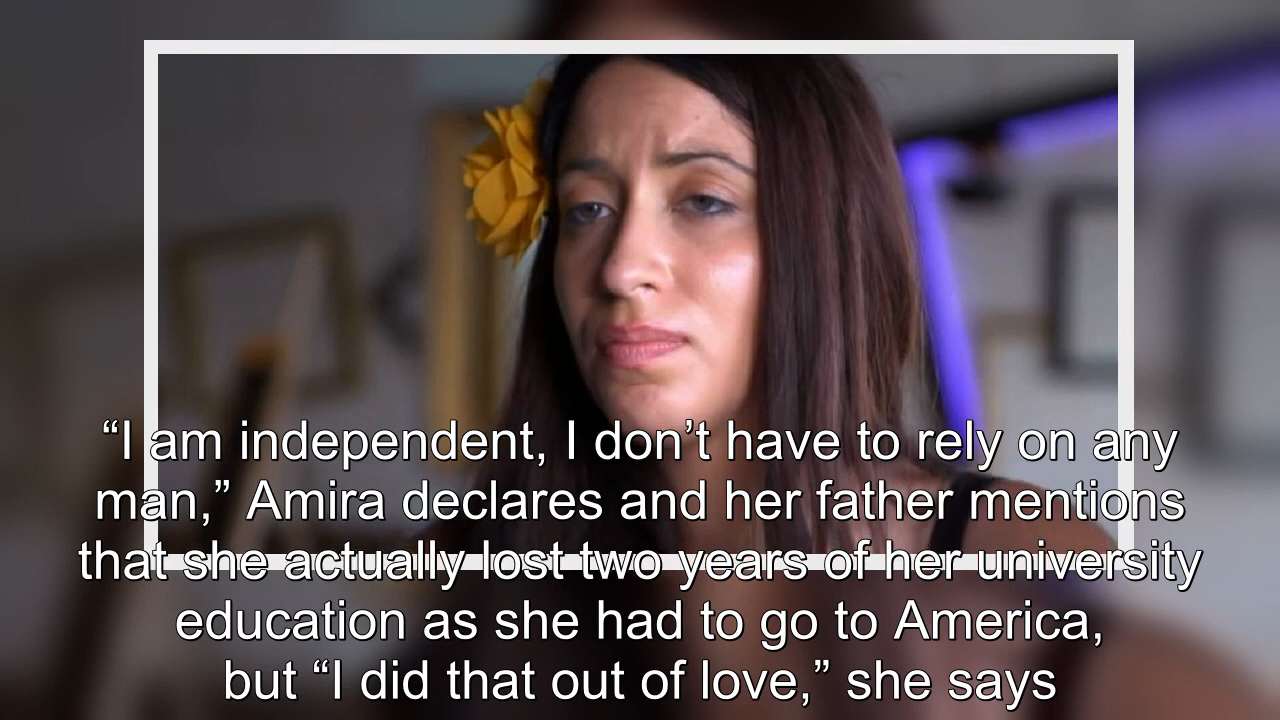 “I am independent, I don’t have to rely on any
man,” Amira declares and her father mentions
that she actually lost two years of her university
education as she had to go to America,
but “I did that out of love,” she says